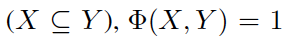 (X ⊆ Y), Φ(X, Y) = 1